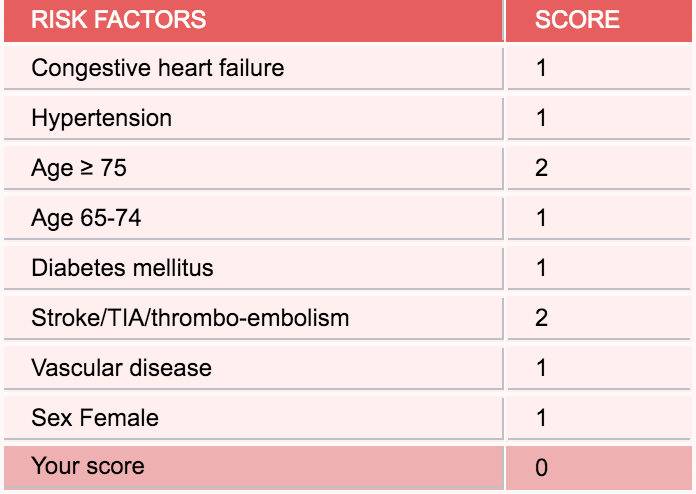 RISK FACTORS SCORE
Congestive heart failure 1
Hypertension 1
Age ≥ 75 2
Age 65-74 1
Diabetes mellitus 1
Stroke/TIA/thrombo-embolism 2
Vascular disease 1
Sex Female 1
Your score 0